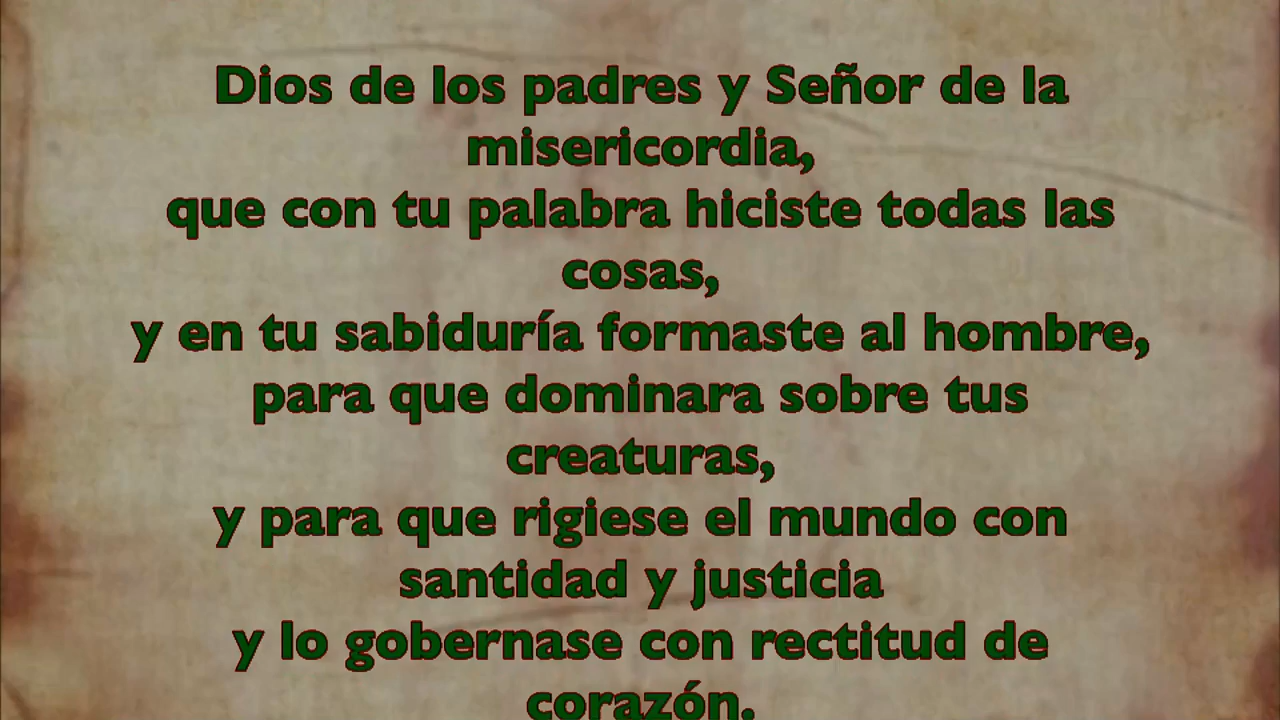 Dios de los padres y Señor de la
misericordia,
que con tu palabra hiciste todas las
cosas,
y en tu sabiduría formaste al hombre,
para que dominara sobre tus
creaturas,
y para que rigiese el mundo con
santidad y justicia
y lo gobernase con rectitud de
corazón.